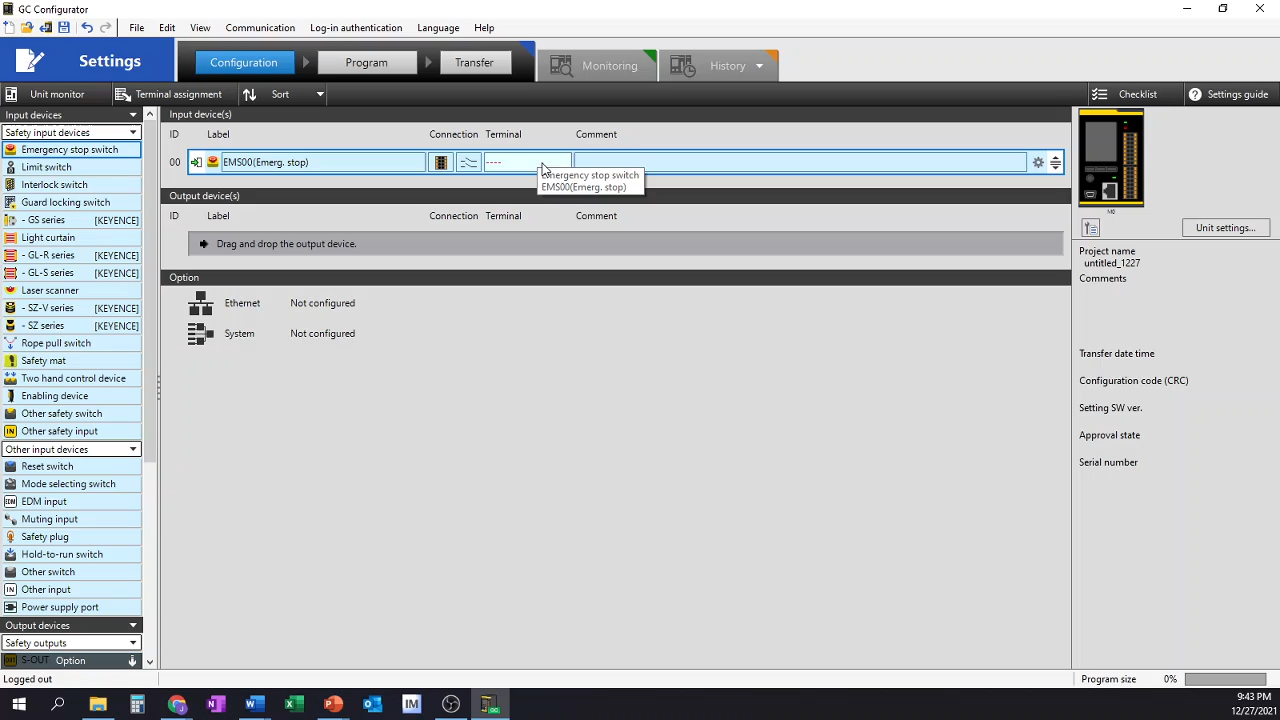 GC Configurator
File Edit View Communication Log-in authentication Language Help
Settings Configuration Program Transfer Monitoring History
Unit monitor Terminal assignment Sort Checklist Settings guide
Input devices
Safety input devices
Emergency stop switch
Limit switch
Interlock switch
Guard locking switch
- GS series [KEYENCE]
Light curtain
- GL-R series [KEYENCE]
- GL-S series [KEYENCE]
Laser scanner
- SZ-V series [KEYENCE]
- SZ series [KEYENCE]
Rope pull switch
Safety mat
Two hand control device
Enabling device
Other safety switch
Other safety input
Other input devices
Reset switch
Mode selecting switch
EDM EDM input
Muting input
Safety plug
Hold-to-run switch
Other switch
IN Other input
Power supply port
Output devices
Safety outputs
S-OUT Option
Input device(s)
ID Label Connection Terminal Comment
00 EMS00(Emerg. stop) ----
Emergency stop switch
EMS00(Emerg. stop)
Output device(s)
ID Label Connection Terminal Comment
Drag and drop the output device.
Option
Ethernet Not configured
System Not configured
M0
Unit settings...
Project name
untitled_1227
Comments
Transfer date time
Configuration code (CRC)
Setting SW ver.
Approval state
Serial number
Logged out
Program size 0%
9:43 PM
12/27/2021